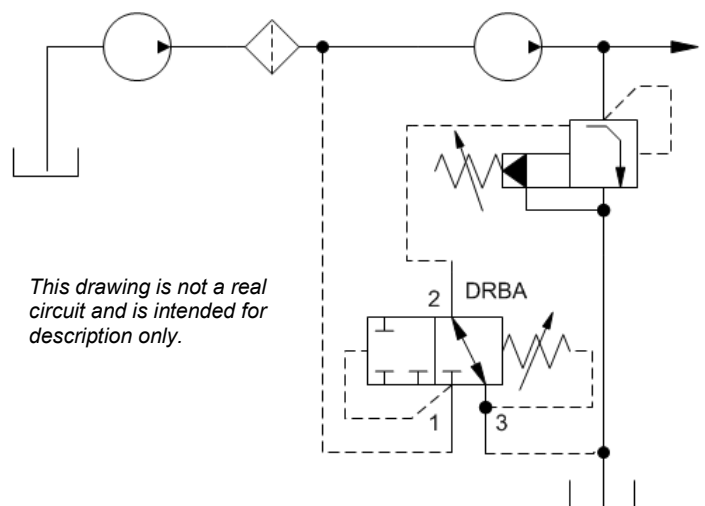 This drawing is not a real
circuit and is intended for
description only.
2 DRBA
1 3